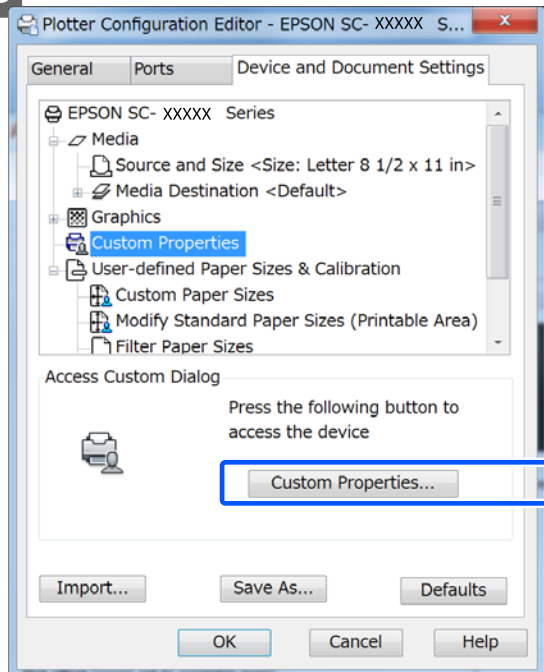 Plotter Configuration Editor - EPSON SC- XXXXX S...
General Ports Device and Document Settings
EPSON SC- XXXXX Series
Media
Source and Size <Size: Letter 8 1/2 x 11 in>
Media Destination <Default>
Graphics
Custom Properties
User-defined Paper Sizes & Calibration
Custom Paper Sizes
Modify Standard Paper Sizes (Printable Area)
Filter Paper Sizes
Access Custom Dialog
Press the following button to
access the device
Custom Properties...
Import... Save As... Defaults
OK Cancel Help